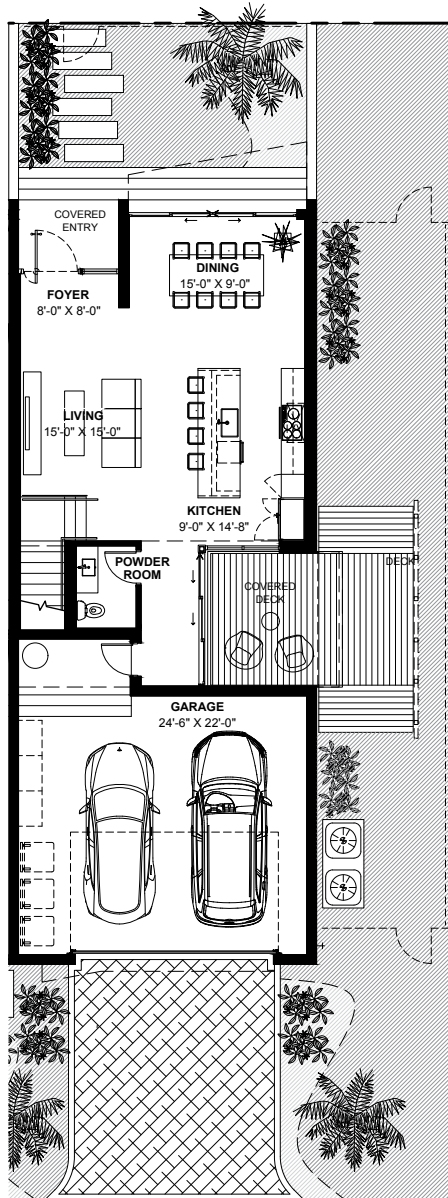 COVERED
ENTRY
DINING
15'-0" X 9'-0"
FOYER
8'-0" X 8'-0"
LIVING
15'-0" X 15'-0"
KITCHEN
9'-0" X 14'-8"
POWDER
ROOM
DECK
COVERED
DECK
GARAGE
24'-6" X 22'-0"